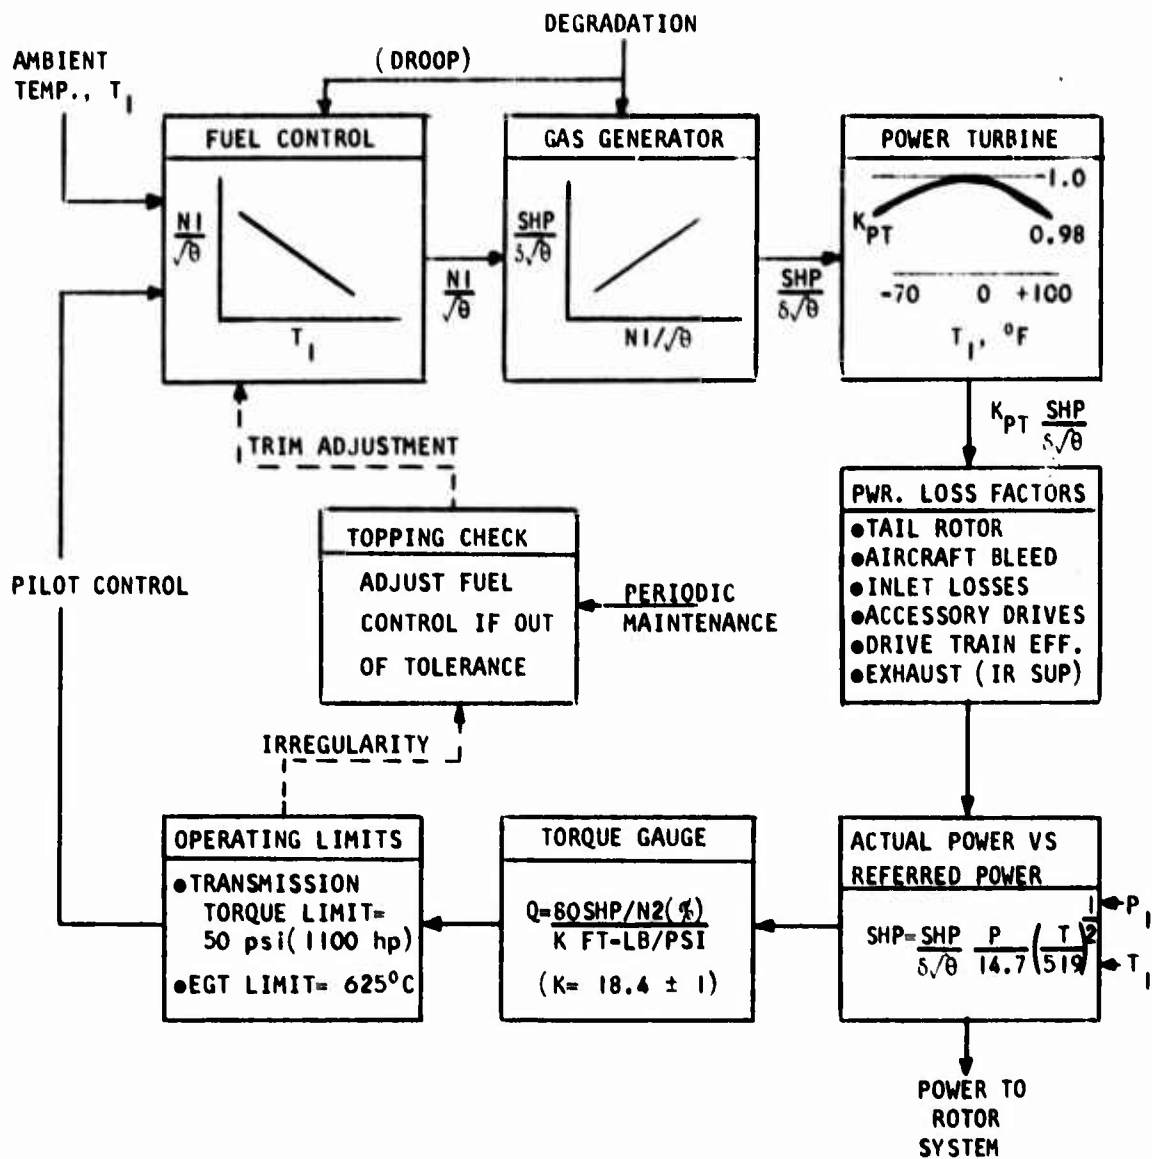 DEGRADATION
AMBIENT
TEMP., T₁
(DROOP)
FUEL CONTROL
N1/√θ
T₁
N1/√θ
GAS GENERATOR
SHP/δ√θ
N1/√θ
SHP/δ√θ
POWER TURBINE
1.0
K_PT
0.98
-70 0 +100
T₁, °F
K_PT SHP/δ√θ
TRIM ADJUSTMENT
TOPPING CHECK
ADJUST FUEL
CONTROL IF OUT
OF TOLERANCE
PERIODIC
MAINTENANCE
PILOT CONTROL
IRREGULARITY
PWR. LOSS FACTORS
●TAIL ROTOR
●AIRCRAFT BLEED
●INLET LOSSES
●ACCESSORY DRIVES
●DRIVE TRAIN EFF.
●EXHAUST (IR SUP)
OPERATING LIMITS
●TRANSMISSION
TORQUE LIMIT=
50 psi(1100 hp)
●EGT LIMIT= 625°C
TORQUE GAUGE
Q=80SHP/N2(%)
K FT-LB/PSI
(K= 18.4 ± 1)
ACTUAL POWER VS
REFERRED POWER
SHP=SHP/δ√θ P/14.7 (T/519)^1/2
P₁
T₁
POWER TO
ROTOR
SYSTEM